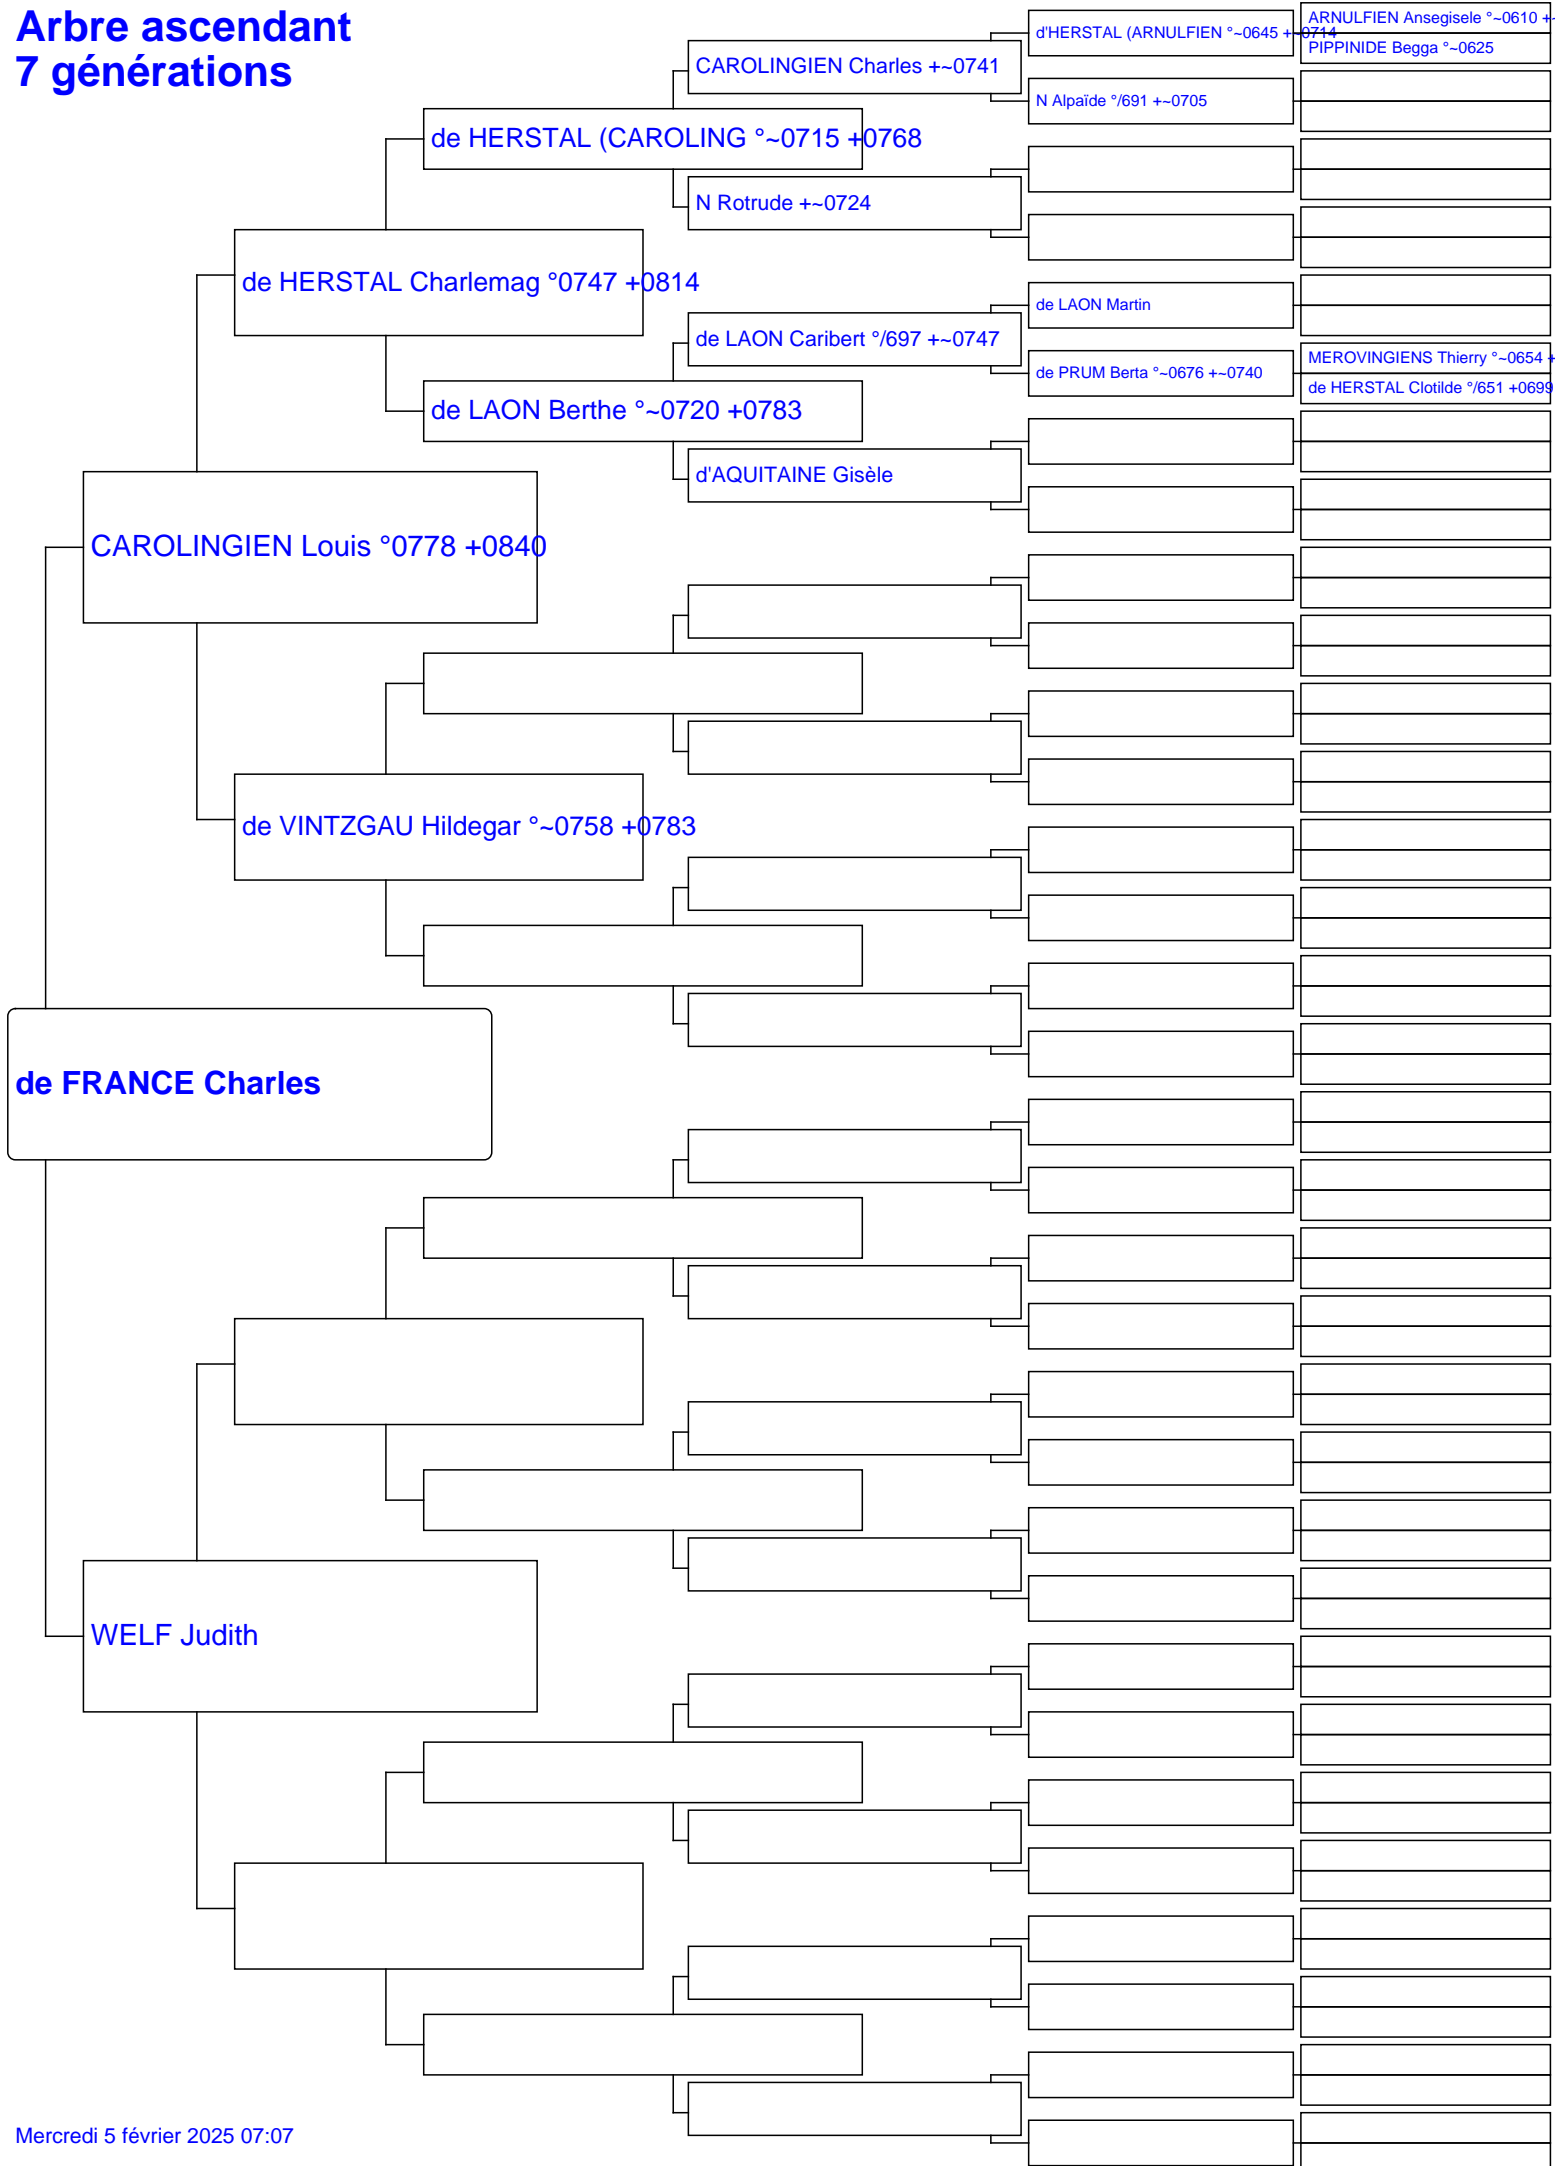 Arbre ascendant
7 générations
ARNULFIEN Ansegisele °~0610 +
d'HERSTAL (ARNULFIEN °~0645 +~0714
PIPPINIDE Begga °~0625
CAROLINGIEN Charles +~0741
N Alpaïde °/691 +~0705
de HERSTAL (CAROLING °~0715 +0768
N Rotrude +~0724
de HERSTAL Charlemag °0747 +0814
de LAON Martin
de LAON Caribert °/697 +~0747
MEROVINGIENS Thierry °~0654 +
de PRUM Berta °~0676 +~0740
de HERSTAL Clotilde °/651 +0699
de LAON Berthe °~0720 +0783
d'AQUITAINE Gisèle
CAROLINGIEN Louis °0778 +0840
de VINTZGAU Hildegar °~0758 +0783
de FRANCE Charles
WELF Judith
Mercredi 5 février 2025 07:07